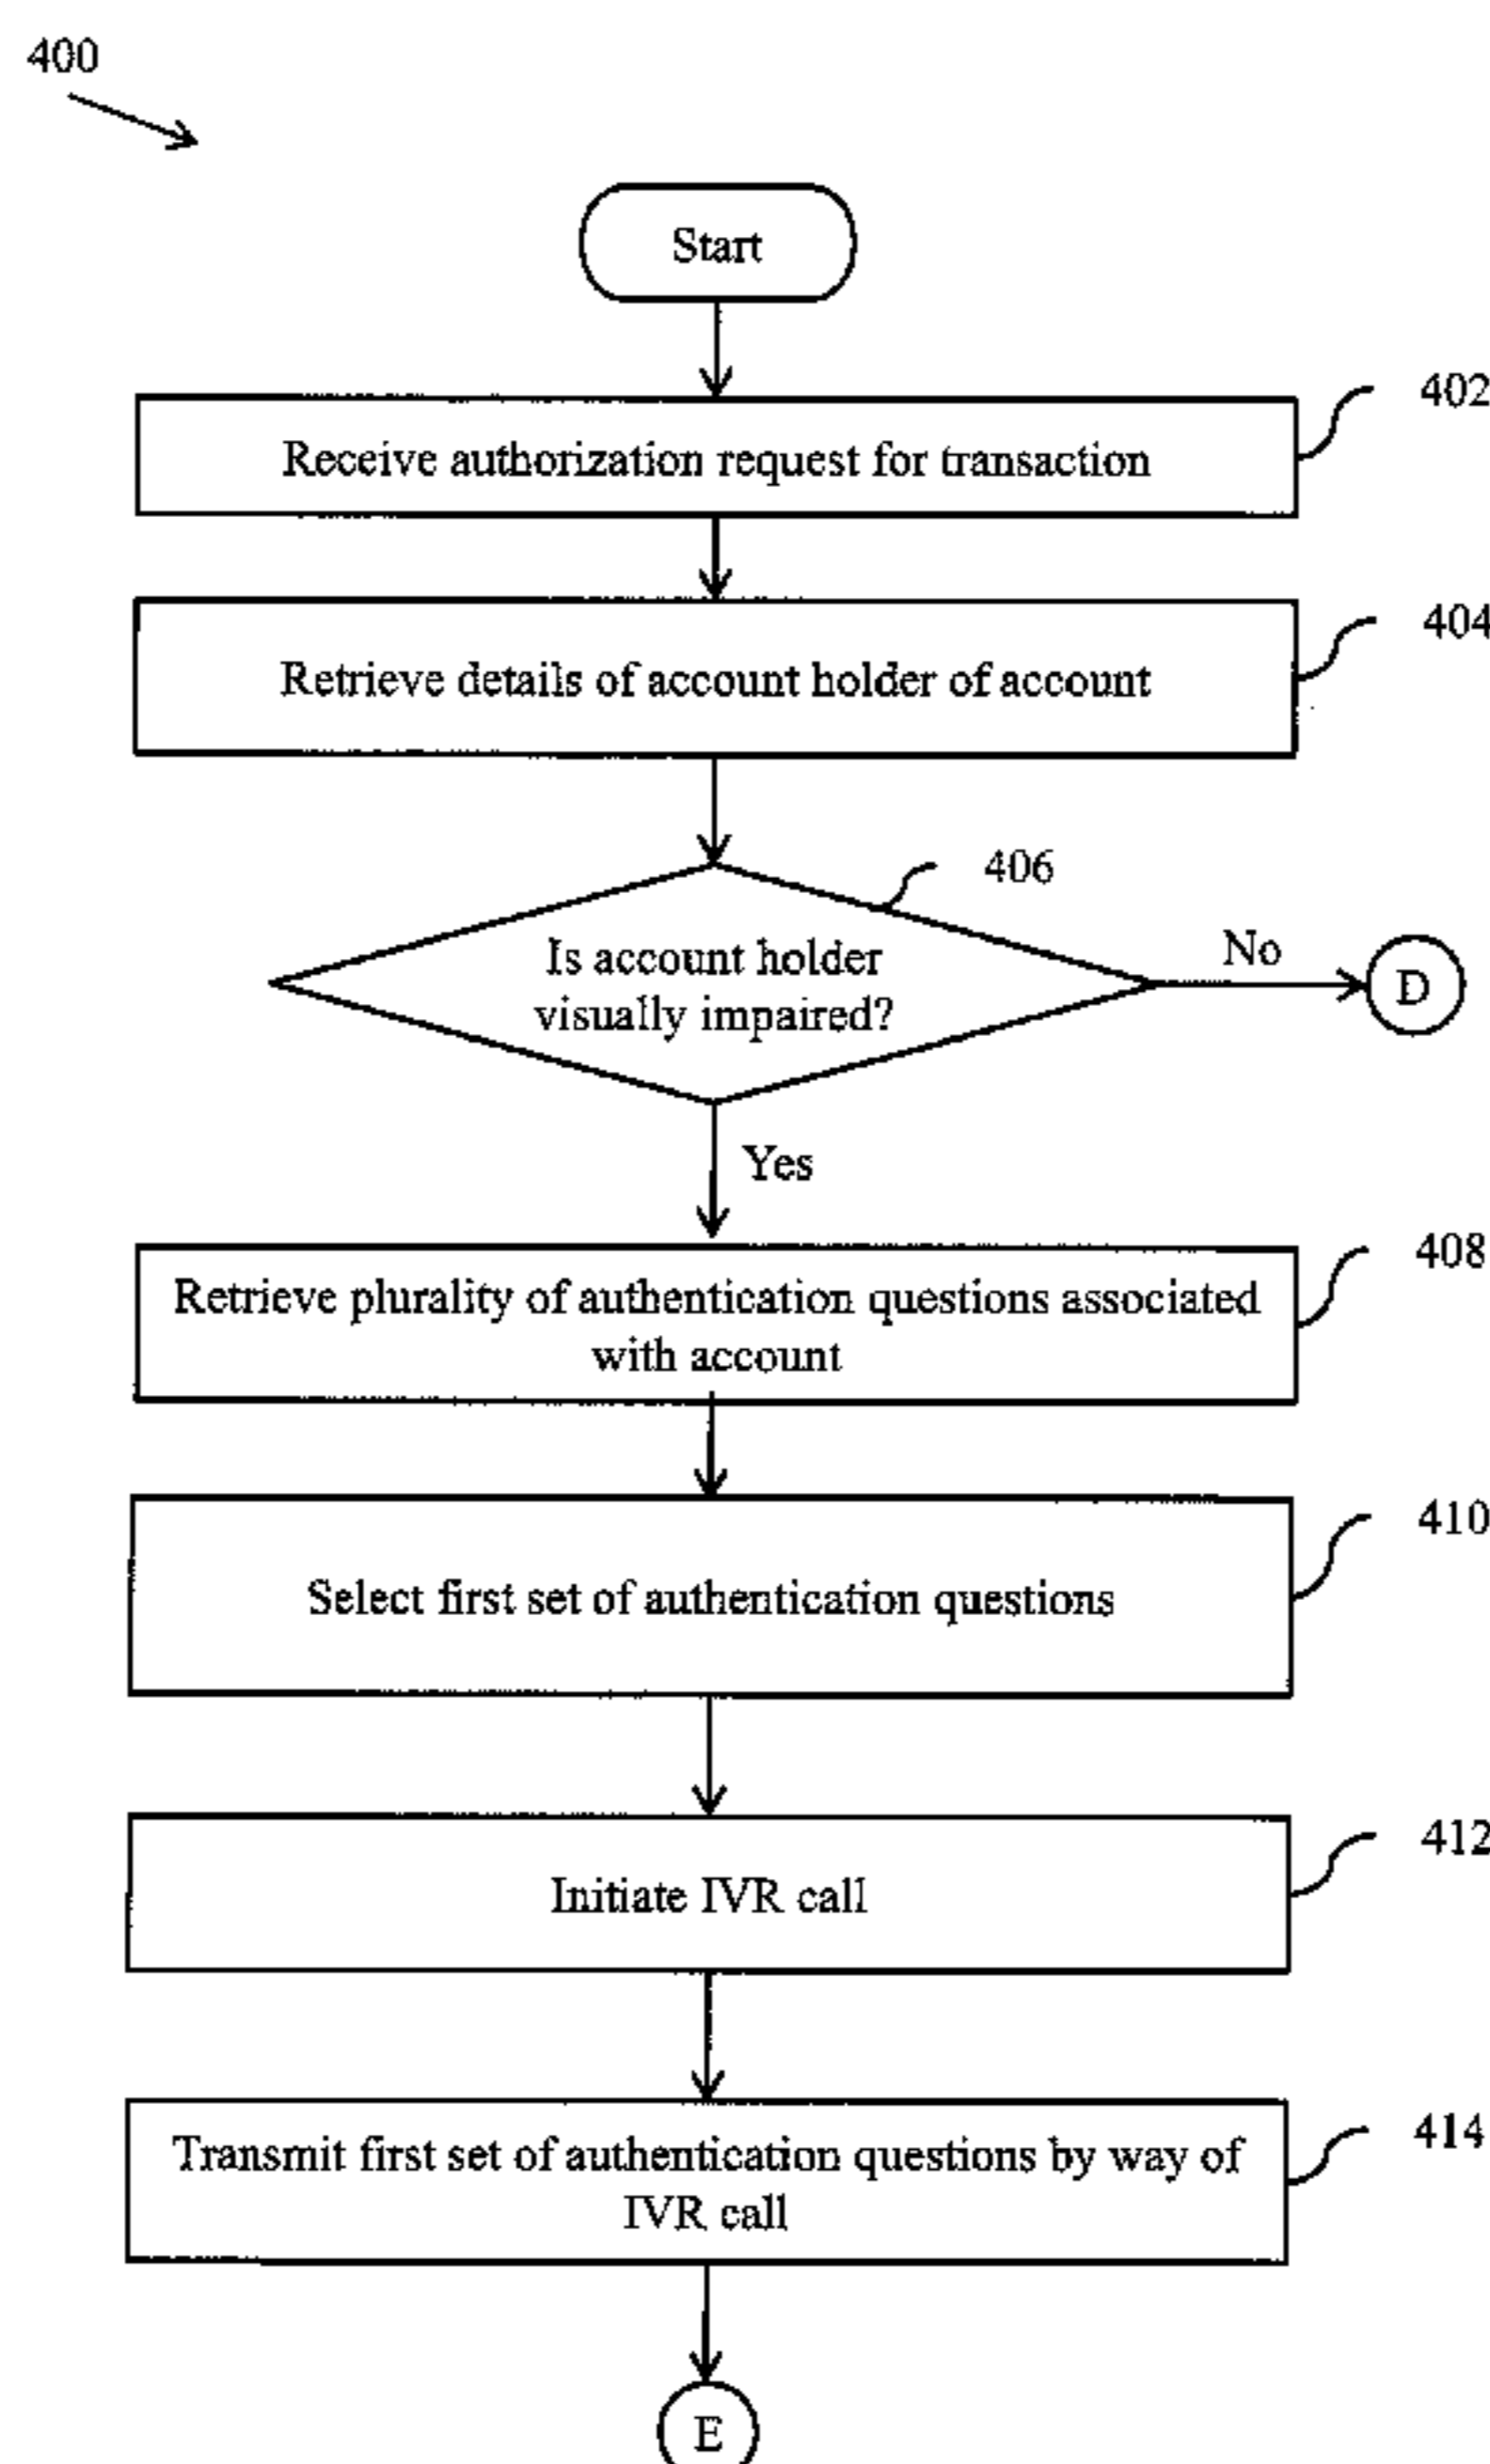 400
Start
402
Receive authorization request for transaction
404
Retrieve details of account holder of account
406
Is account holder
visually impaired?
No
D
Yes
408
Retrieve plurality of authentication questions associated
with account
410
Select first set of authentication questions
412
Initiate IVR call
414
Transmit first set of authentication questions by way of
IVR call
E